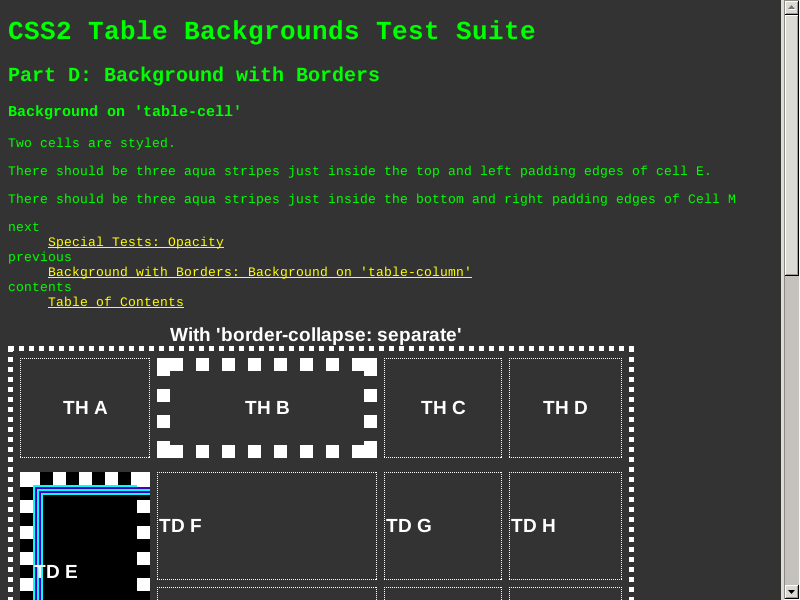 CSS2 Table Backgrounds Test Suite
Part D: Background with Borders
Background on 'table-cell'
Two cells are styled.
There should be three aqua stripes just inside the top and left padding edges of cell E.
There should be three aqua stripes just inside the bottom and right padding edges of Cell M
next
Special Tests: Opacity
previous
Background with Borders: Background on 'table-column'
contents
Table of Contents
With 'border-collapse: separate'
TH A TH B TH C TH D
TD F TD G TD H
TD E